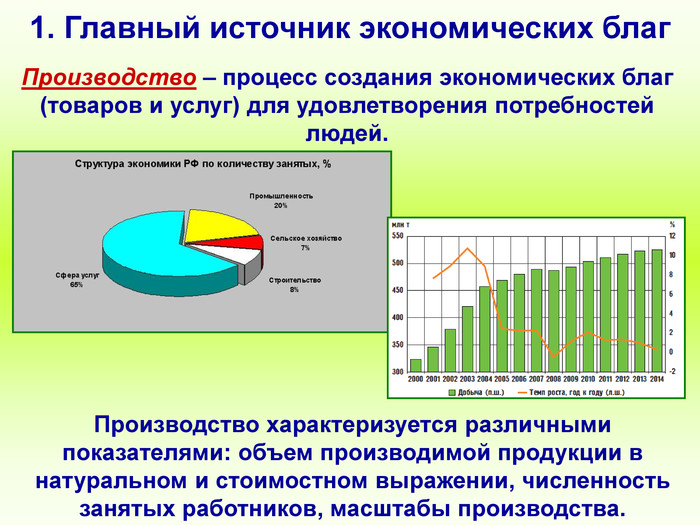 1. Главный источник экономических благ
Производство – процесс создания экономических благ
(товаров и услуг) для удовлетворения потребностей
людей.
Структура экономики РФ по количеству занятых, %
Промышленность
20%
Сельское хозяйство
7%
Строительство
8%
Сфера услуг
65%
млн т %
550 12
500 10
450 8
400 6
350 4
300 2
0
-2
2000 2001 2002 2003 2004 2005 2006 2007 2008 2009 2010 2011 2012 2013 2014
Добыча (л.ш.) Темп роста, год к году (п.ш.)
Производство характеризуется различными
показателями: объем производимой продукции в
натуральном и стоимостном выражении, численность
занятых работников, масштабы производства.